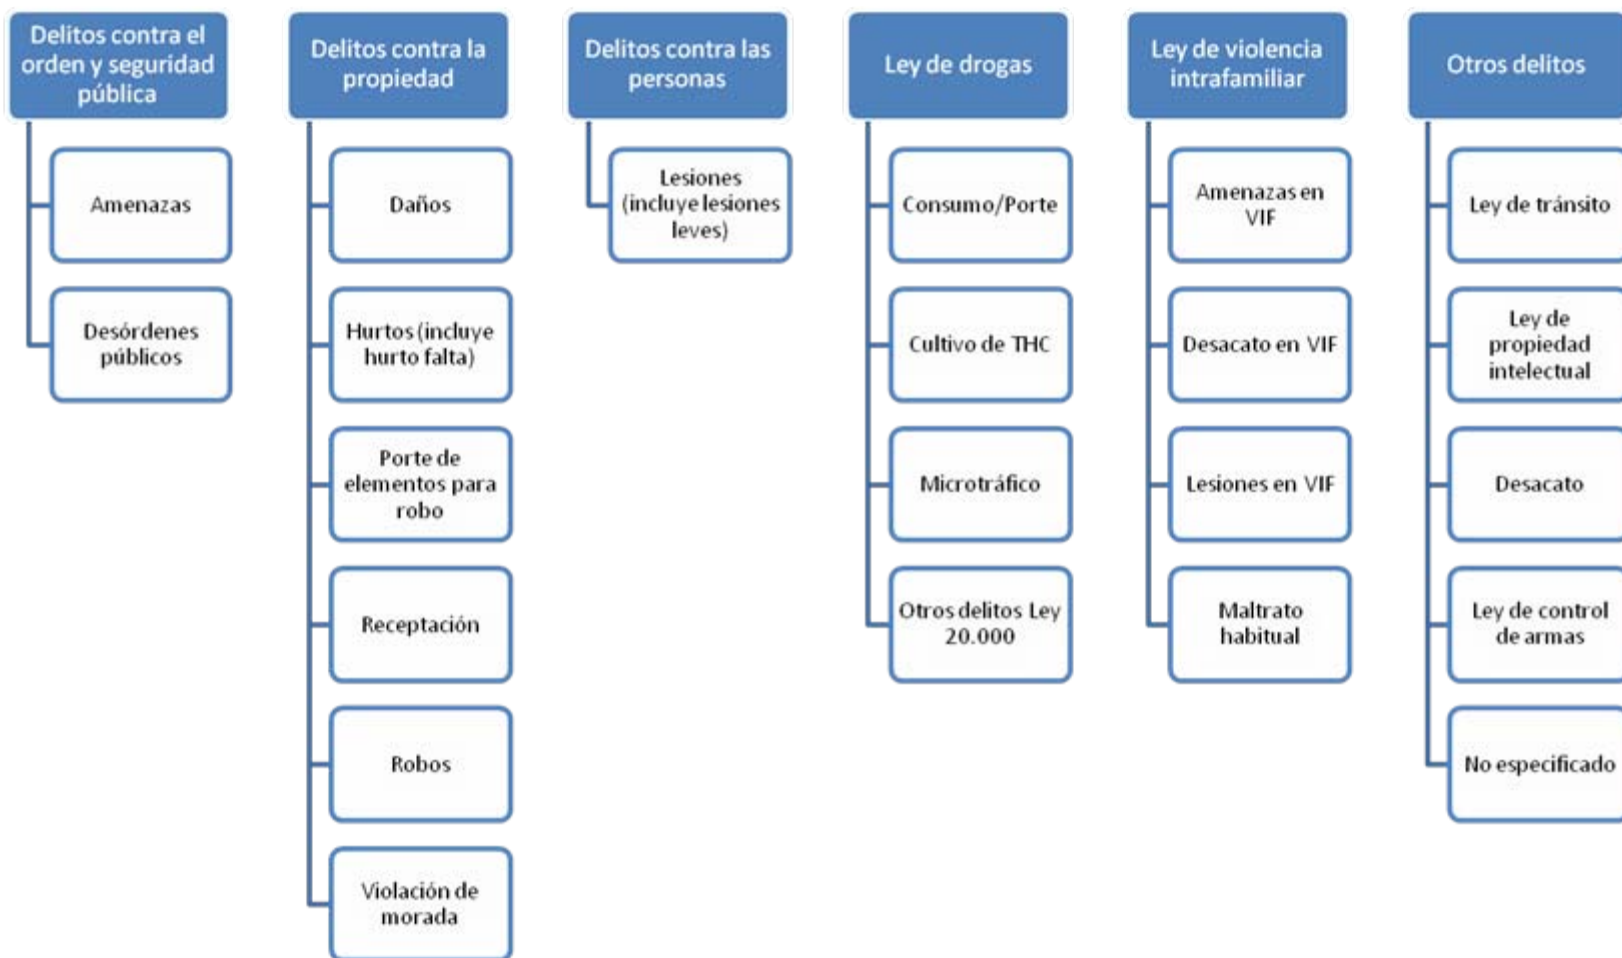 Delitos contra el
orden y seguridad
pública
Amenazas
Desórdenes
públicos
Delitos contra la
propiedad
Daños
Hurtos (incluye
hurto falta)
Porte de
elementos para
robo
Receptación
Robos
Violación de
morada
Delitos contra las
personas
Lesiones
(incluye lesiones
leves)
Ley de drogas
Consumo/Porte
Cultivo de THC
Microtráfico
Otros delitos Ley
20.000
Ley de violencia
intrafamiliar
Amenazas en
VIF
Desacato en VIF
Lesiones en VIF
Maltrato
habitual
Otros delitos
Ley de tránsito
Ley de
propiedad
intelectual
Desacato
Ley de control
de armas
No especificado